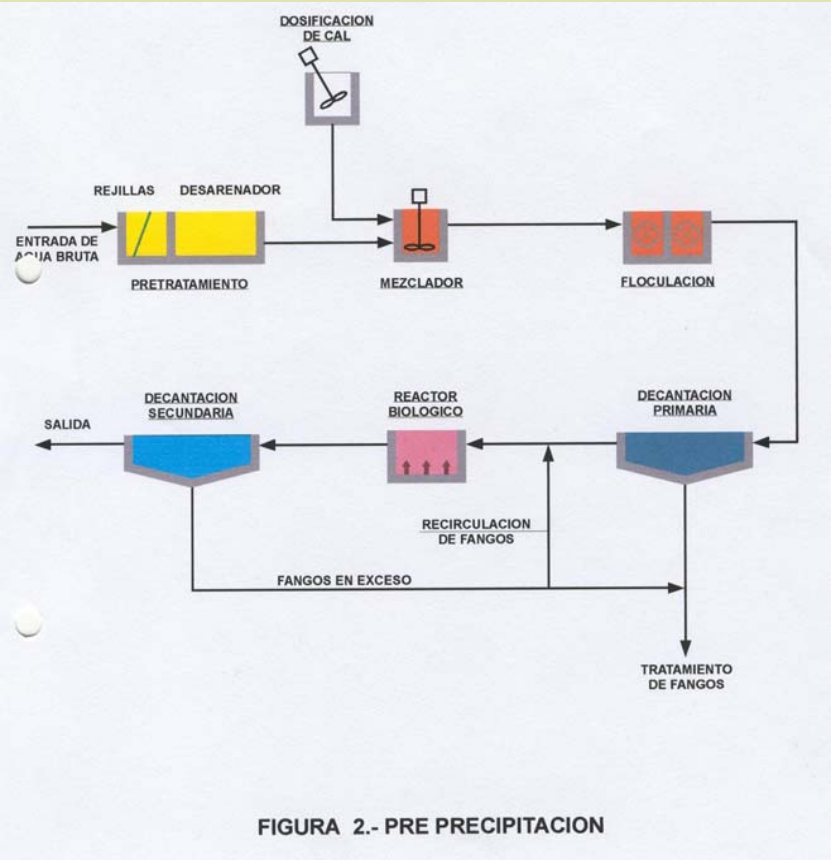 DOSIFICACION
DE CAL
REJILLAS
DESARENADOR
ENTRADA DE
AGUA BRUTA
PRETRATAMIENTO
MEZCLADOR
FLOCULACION
DECANTACION
SECUNDARIA
REACTOR
BIOLOGICO
DECANTACION
PRIMARIA
SALIDA
RECIRCULACION
DE FANGOS
FANGOS EN EXCESO
TRATAMIENTO
DE FANGOS
FIGURA 2.- PRE PRECIPITACION